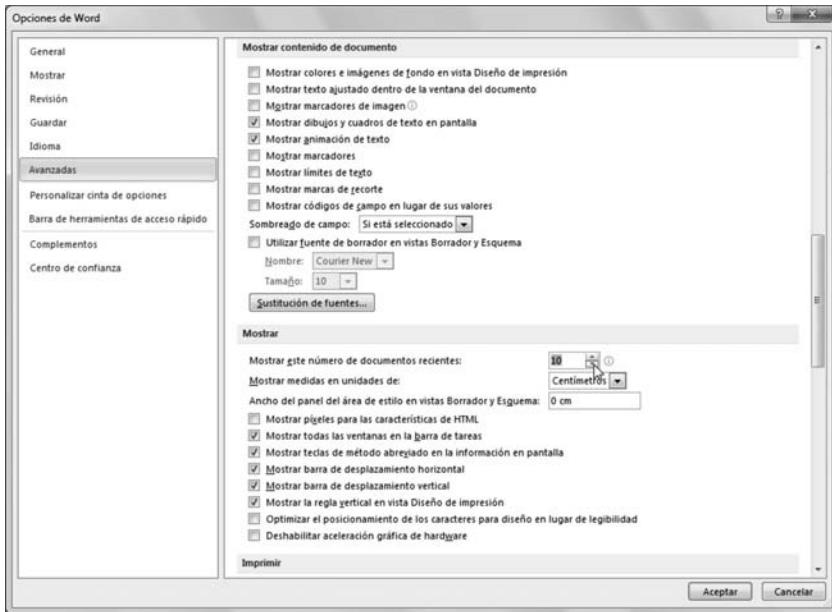 Opciones de Word
General
Mostrar
Revisión
Guardar
Idioma
Avanzadas
Personalizar cinta de opciones
Barra de herramientas de acceso rápido
Complementos
Centro de confianza
Mostrar contenido de documento
Mostrar colores e imágenes de fondo en vista Diseño de impresión
Mostrar texto ajustado dentro de la ventana del documento
Mostrar marcadores de imagen
Mostrar dibujos y cuadros de texto en pantalla
Mostrar animación de texto
Mostrar marcadores
Mostrar límites de texto
Mostrar marcas de recorte
Mostrar códigos de campo en lugar de sus valores
Sombreado de campo: Si está seleccionado
Utilizar fuente de borrador en vistas Borrador y Esquema
Nombre: Courier New
Tamaño: 10
Sustitución de fuentes...
Mostrar
Mostrar este número de documentos recientes: 10
Mostrar medidas en unidades de: Centímetros
Ancho del panel del área de estilo en vistas Borrador y Esquema: 0 cm
Mostrar píxeles para las características de HTML
Mostrar todas las ventanas en la barra de tareas
Mostrar teclas de método abreviado en la información en pantalla
Mostrar barra de desplazamiento horizontal
Mostrar barra de desplazamiento vertical
Mostrar la regla vertical en vista Diseño de impresión
Optimizar el posicionamiento de los caracteres para diseño en lugar de legibilidad
Deshabilitar aceleración gráfica de hardware
Imprimir
Aceptar
Cancelar